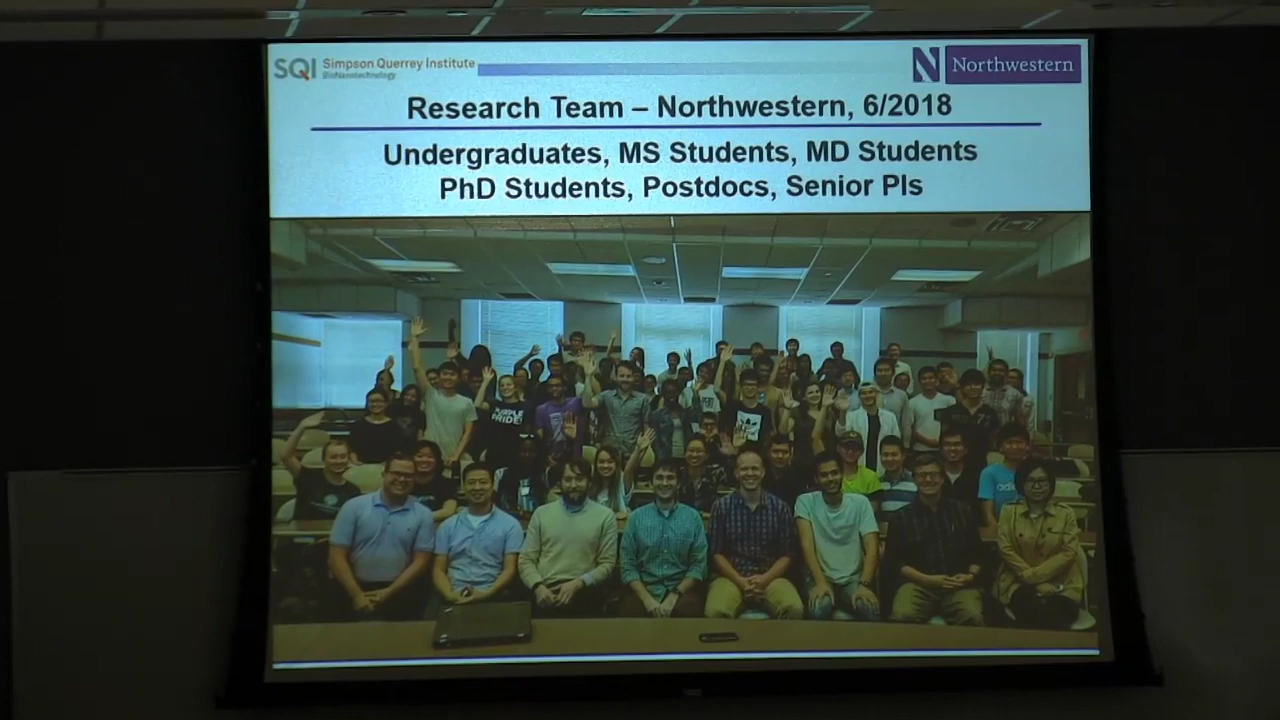 SQI Simpson Querrey Institute
BioNanotechnology
N Northwestern
Research Team – Northwestern, 6/2018
Undergraduates, MS Students, MD Students
PhD Students, Postdocs, Senior PIs
PURPLE
PRIDE!